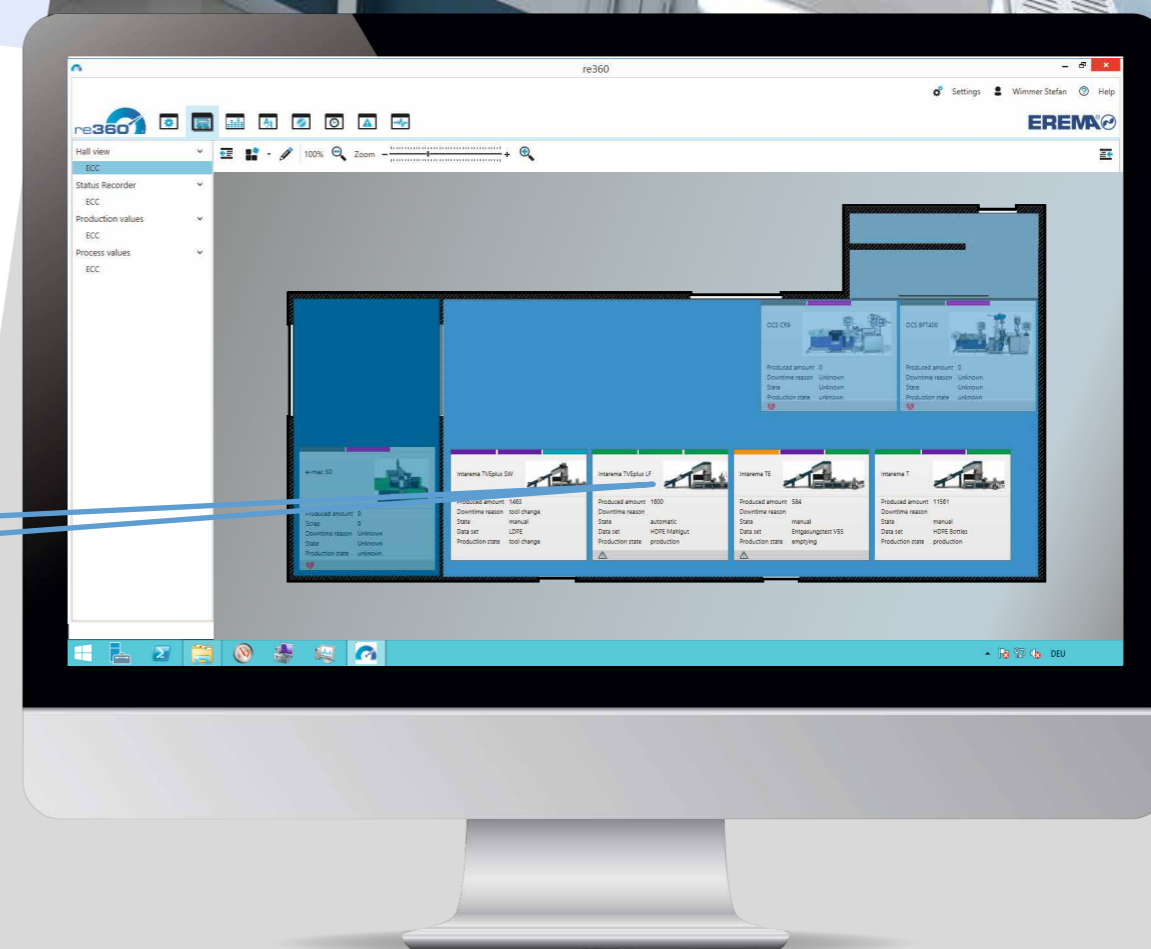 re360
Settings Wimmer Stefan Help
re360
EREMA
Hall view
ECC
Status Recorder
ECC
Production values
ECC
Process values
ECC
100% Zoom - +
OCS CR9
Produced amount 0
Downtime reason Unknown
State Unknown
Production state unknown
OCS BFT400
Produced amount 0
Downtime reason Unknown
State Unknown
Production state unknown
e-mac 50
Produced amount 0
Scrap 0
Downtime reason Unknown
State Unknown
Production state unknown
Intarema TVEplus SW
Produced amount 1463
Downtime reason tool change
State manual
Data set LDPE
Production state tool change
Intarema TVEplus LF
Produced amount 1600
Downtime reason
State automatic
Data set HDPE Mahlgut
Production state production
Intarema TE
Produced amount 584
Downtime reason
State manual
Data set Entgasungstest VSS
Production state emptying
Intarema T
Produced amount 11561
Downtime reason
State manual
Data set HDPE Bottles
Production state production
DEU